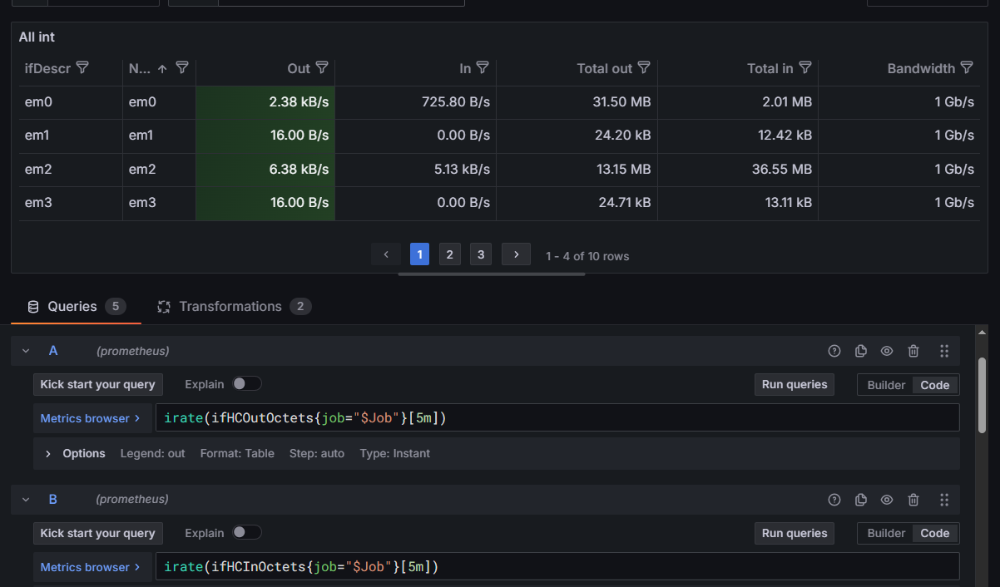 All int
ifDescr N... Out In Total out Total in Bandwidth
em0 em0 2.38 kB/s 725.80 B/s 31.50 MB 2.01 MB 1 Gb/s
em1 em1 16.00 B/s 0.00 B/s 24.20 kB 12.42 kB 1 Gb/s
em2 em2 6.38 kB/s 5.13 kB/s 13.15 MB 36.55 MB 1 Gb/s
em3 em3 16.00 B/s 0.00 B/s 24.71 kB 13.11 kB 1 Gb/s
1 2 3 1 - 4 of 10 rows
Queries 5 Transformations 2
A (prometheus)
Kick start your query Explain Run queries Builder Code
Metrics browser > irate(ifHCOutOctets{job="$Job"}[5m])
> Options Legend: out Format: Table Step: auto Type: Instant
B (prometheus)
Kick start your query Explain Run queries Builder Code
Metrics browser > irate(ifHCInOctets{job="$Job"}[5m])